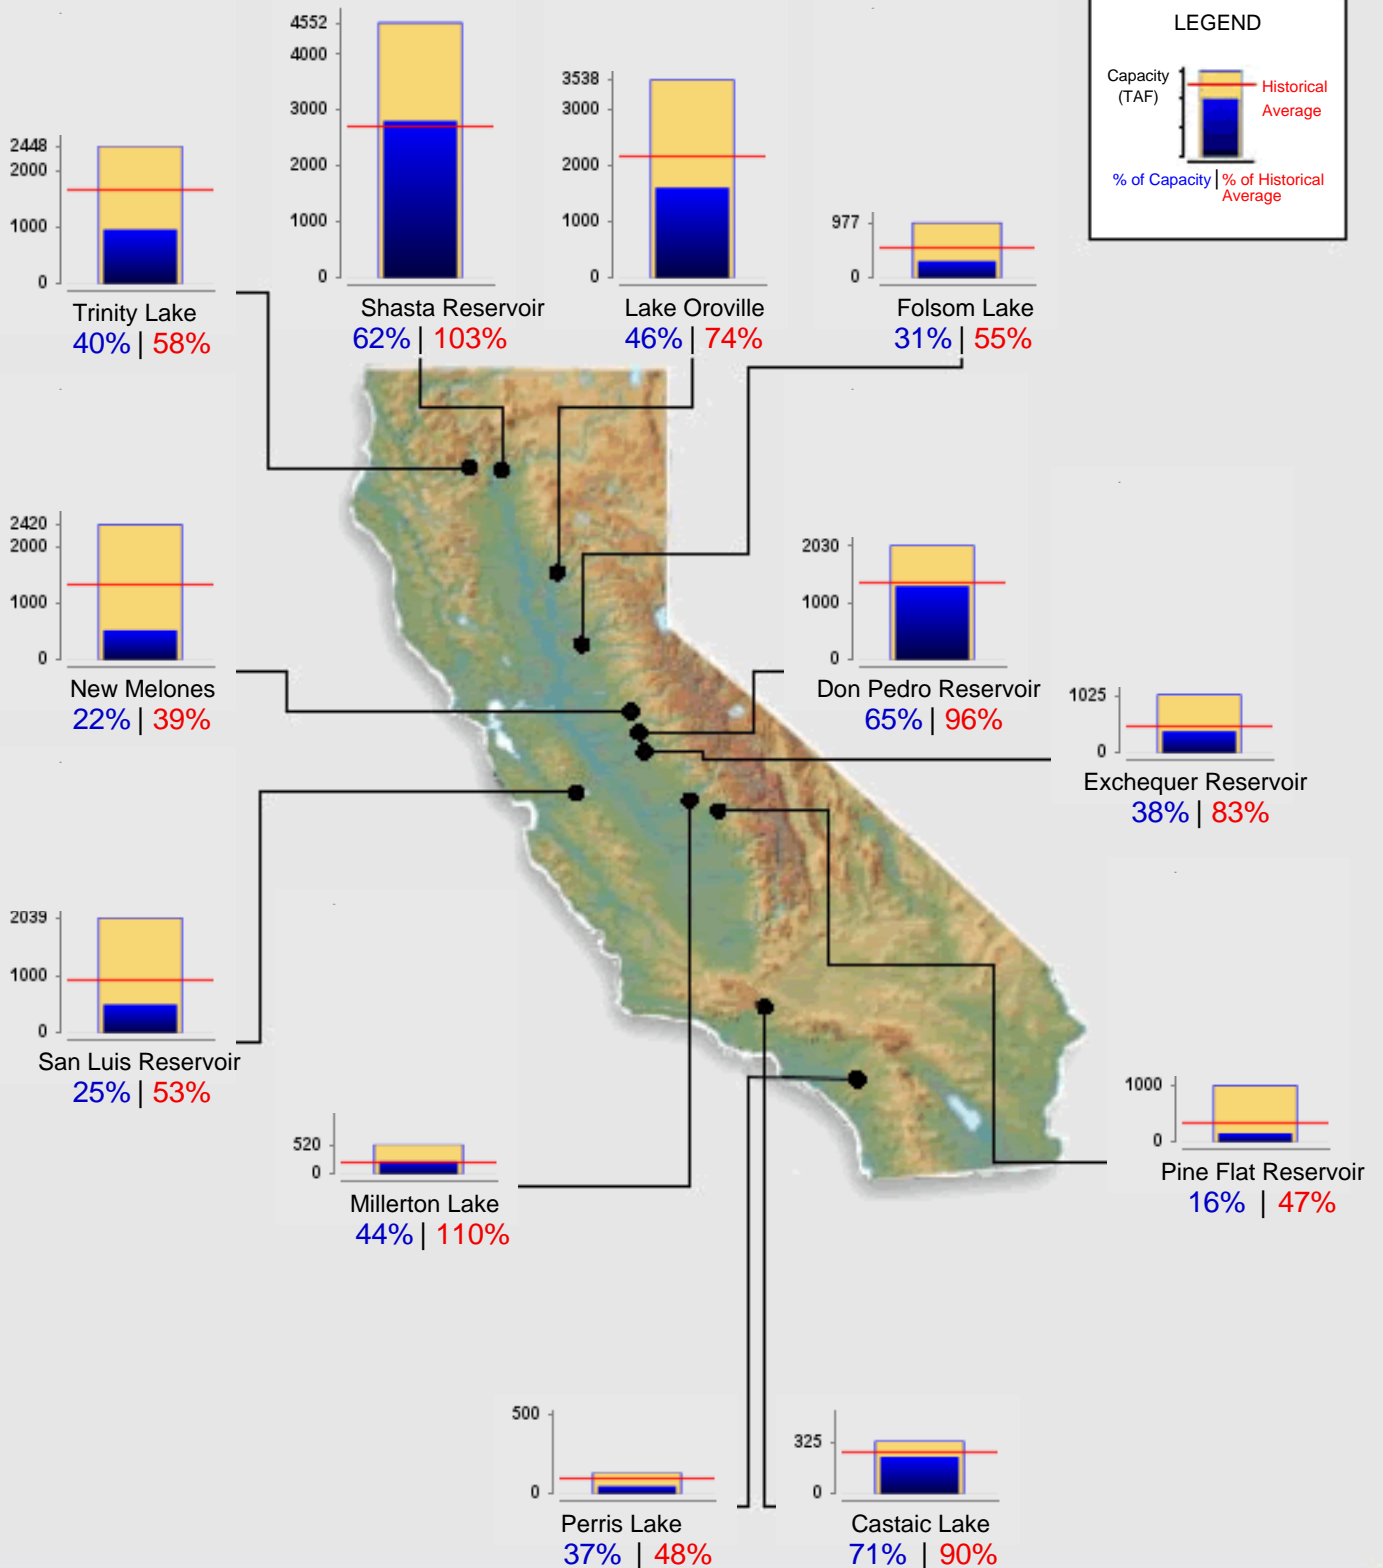 LEGEND
Capacity
(TAF)
Historical
Average
% of Capacity | % of Historical
Average
4552
4000
3000
2000
1000
0
Shasta Reservoir
62% | 103%
3538
3000
2000
1000
0
Lake Oroville
46% | 74%
2448
2000
1000
0
Trinity Lake
40% | 58%
977
0
Folsom Lake
31% | 55%
2420
2000
1000
0
New Melones
22% | 39%
2030
1000
0
Don Pedro Reservoir
65% | 96%
1025
0
Exchequer Reservoir
38% | 83%
2039
1000
0
San Luis Reservoir
25% | 53%
520
0
Millerton Lake
44% | 110%
1000
0
Pine Flat Reservoir
16% | 47%
500
0
Perris Lake
37% | 48%
325
0
Castaic Lake
71% | 90%